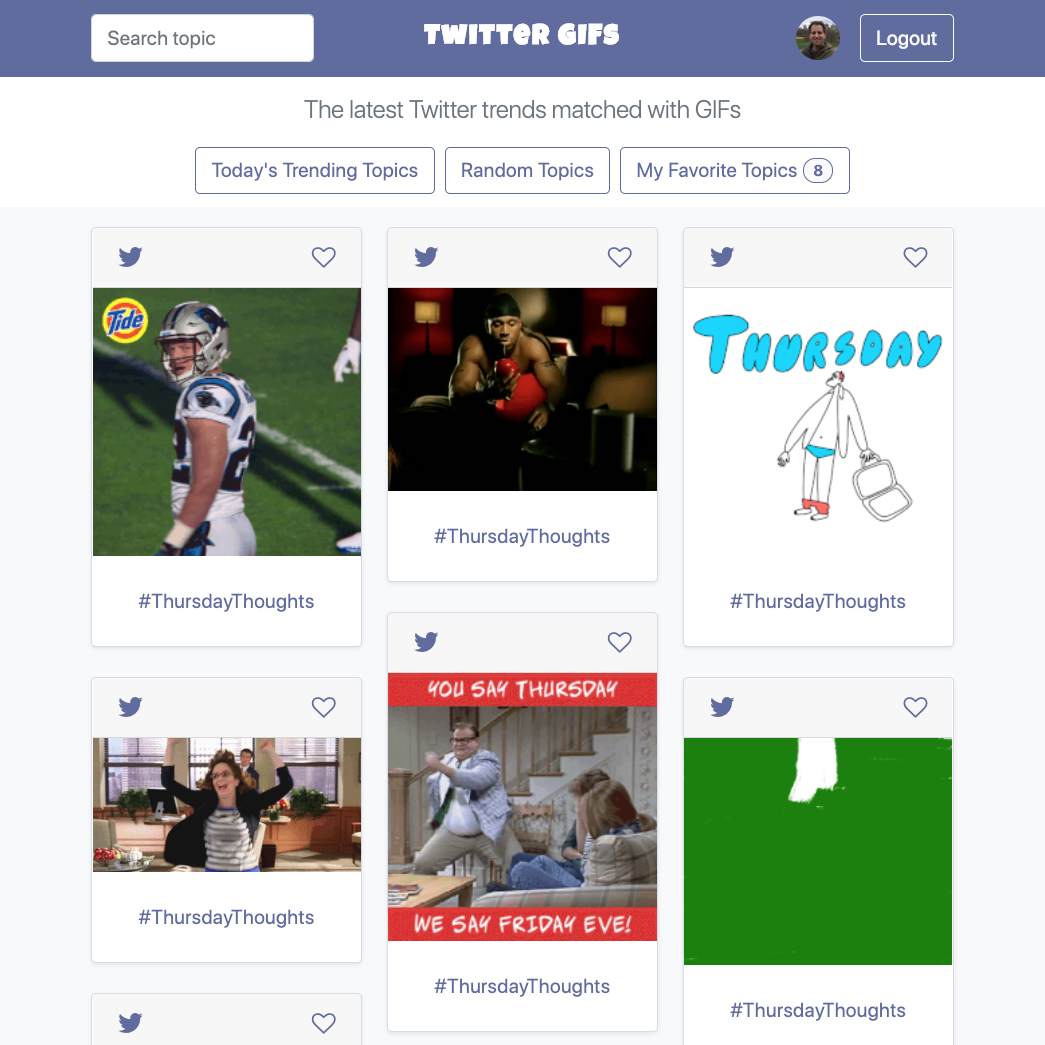 Search topic
TWITTER GIFS
Logout
The latest Twitter trends matched with GIFs
Today's Trending Topics
Random Topics
My Favorite Topics 8
Tide
#ThursdayThoughts
#ThursdayThoughts
THURSDAY
#ThursdayThoughts
#ThursdayThoughts
YOU SAY THURSDAY
WE SAY FRIDAY EVE!
#ThursdayThoughts
#ThursdayThoughts